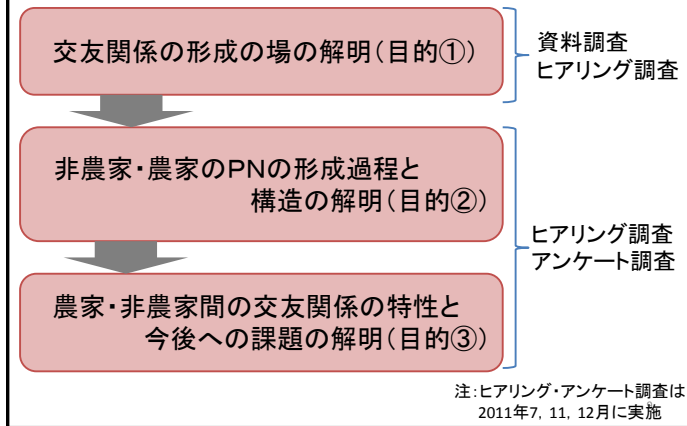 交友関係の形成の場の解明(目的①)
資料調査
ヒアリング調査
非農家・農家のPNの形成過程と
構造の解明(目的②)
ヒアリング調査
アンケート調査
農家・非農家間の交友関係の特性と
今後への課題の解明(目的③)
注:ヒアリング・アンケート調査は
2011年7, 11, 12月に実施